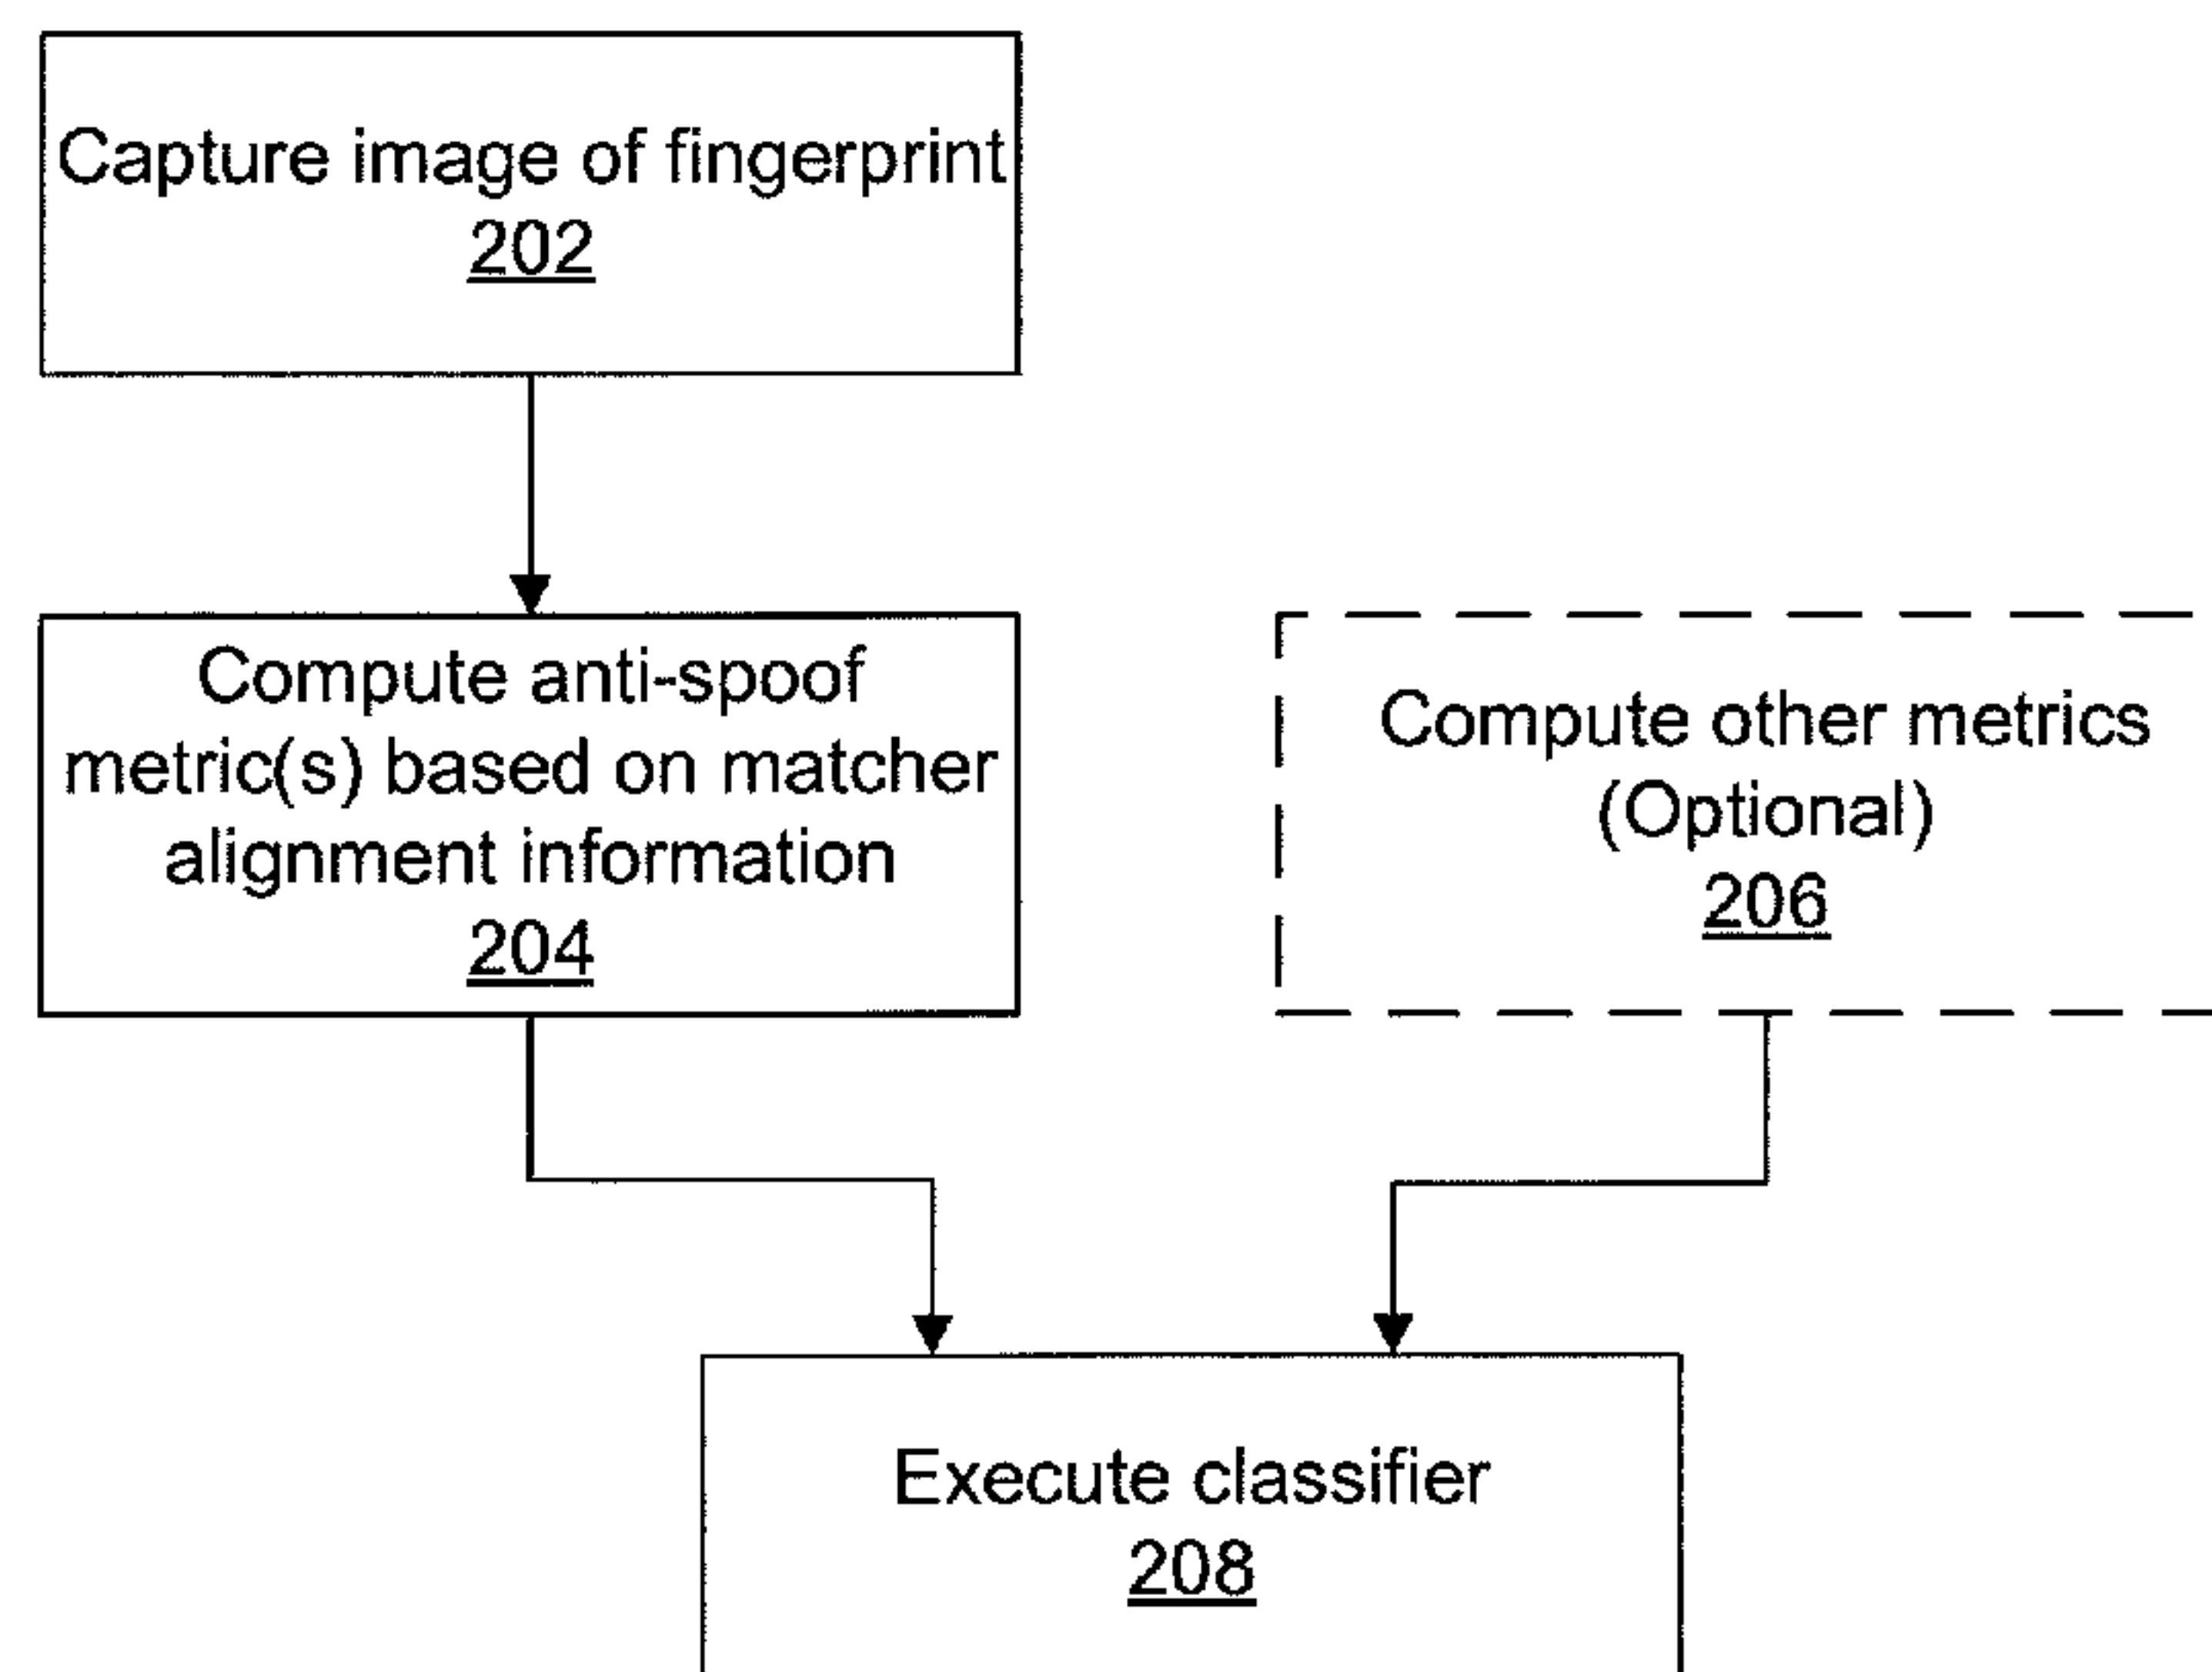 Capture image of fingerprint
202
Compute anti-spoof
metric(s) based on matcher
alignment information
204
Compute other metrics
(Optional)
206
Execute classifier
208